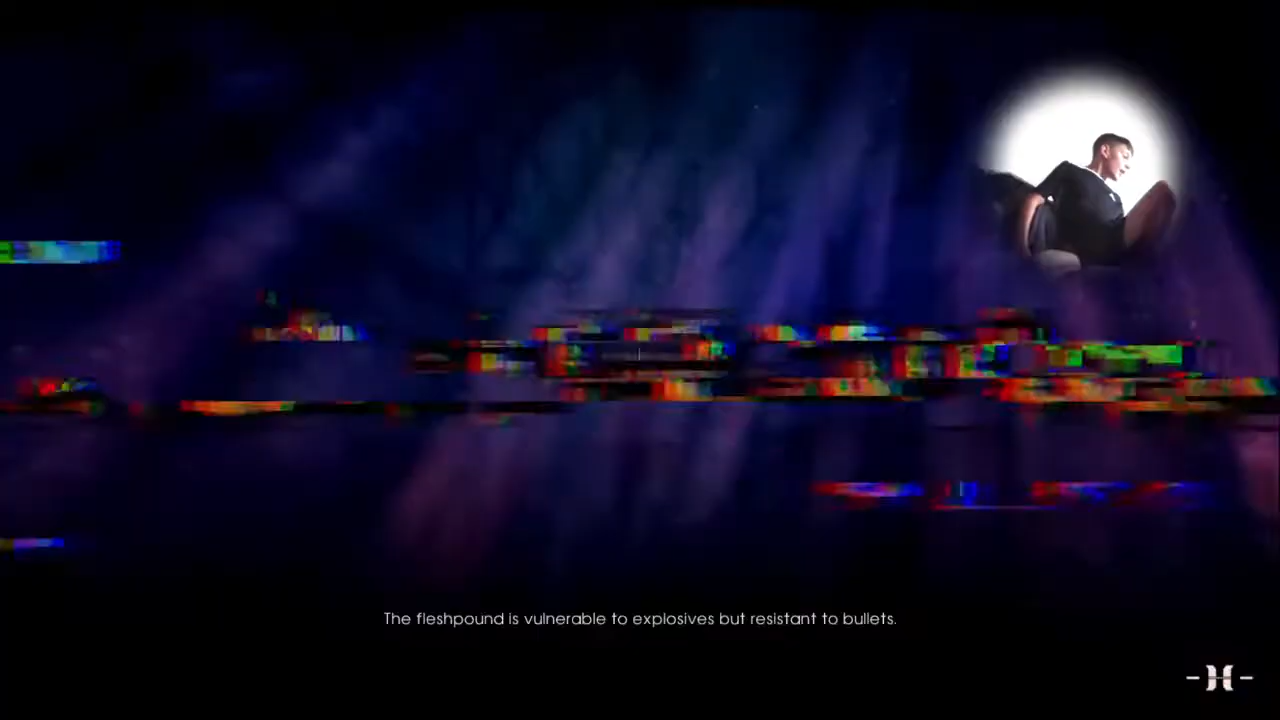 The fleshpound is vulnerable to explosives but resistant to bullets.